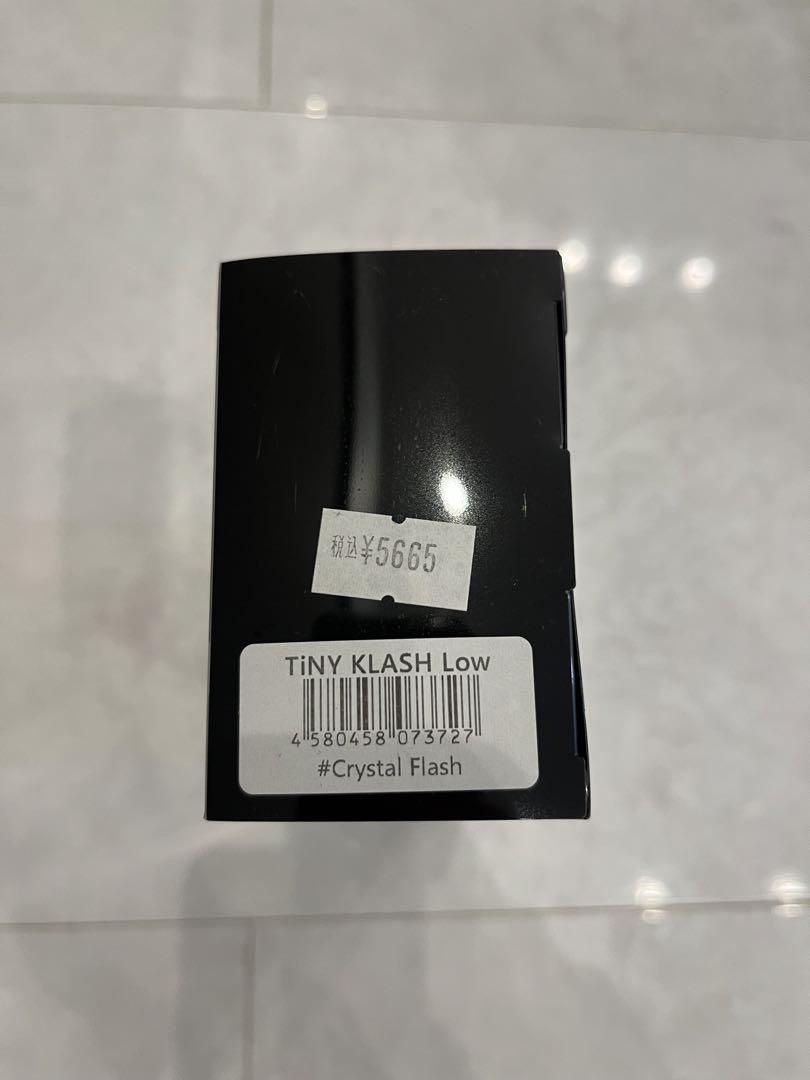 税込¥5665
TiNY KLASH Low
4 580458 073727
#Crystal Flash